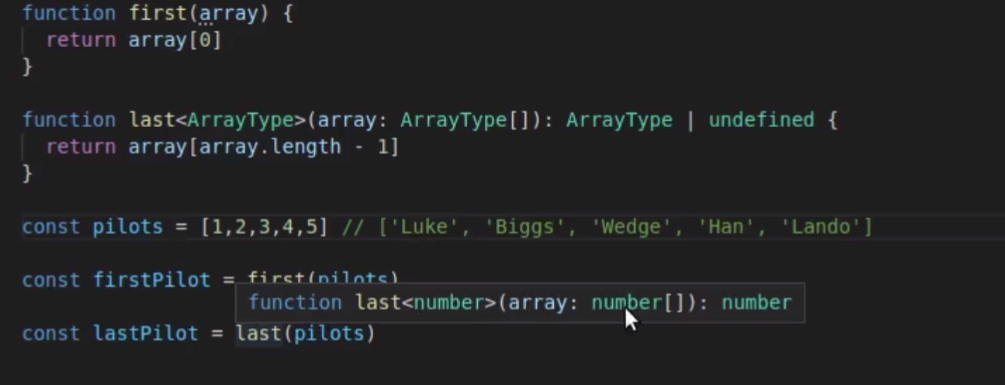 function first(array) {
return array[0]
}
function last<ArrayType>(array: ArrayType[]): ArrayType | undefined {
return array[array.length - 1]
}
const pilots = [1,2,3,4,5] // ['Luke', 'Biggs', 'Wedge', 'Han', 'Lando']
const firstPilot = first(pilots)
function last<number>(array: number[]): number
const lastPilot = last(pilots)